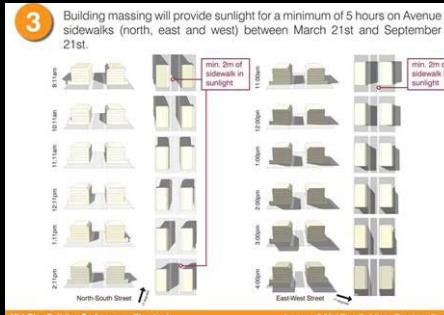 3
Building massing will provide sunlight for a minimum of 5 hours on Avenue
sidewalks (north, east and west) between March 21st and September
21st.
9:11am
10:11am
11:11am
12:11pm
1:11pm
2:11pm
min. 2m of
sidewalk in
sunlight
North-South Street
11:00am
12:00pm
1:00pm
2:00pm
3:00pm
4:00pm
min. 2m o
sidewalk i
sunlight
East-West Street